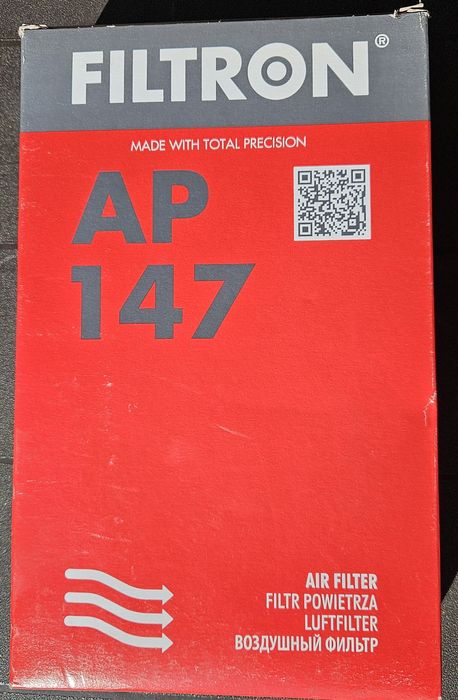 FILTRON®
MADE WITH TOTAL PRECISION
AP
147
AIR FILTER
FILTR POWIETRZA
LUFTFILTER
ВОЗДУШНЫЙ ФИЛЬТР